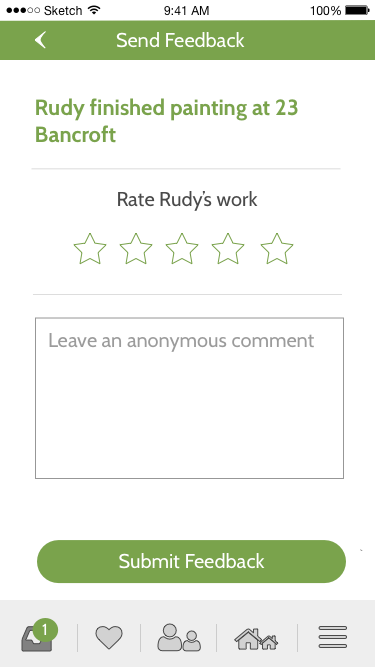 Sketch 9:41 AM 100%
Send Feedback
Rudy finished painting at 23
Bancroft
Rate Rudy's work
Leave an anonymous comment
Submit Feedback
1